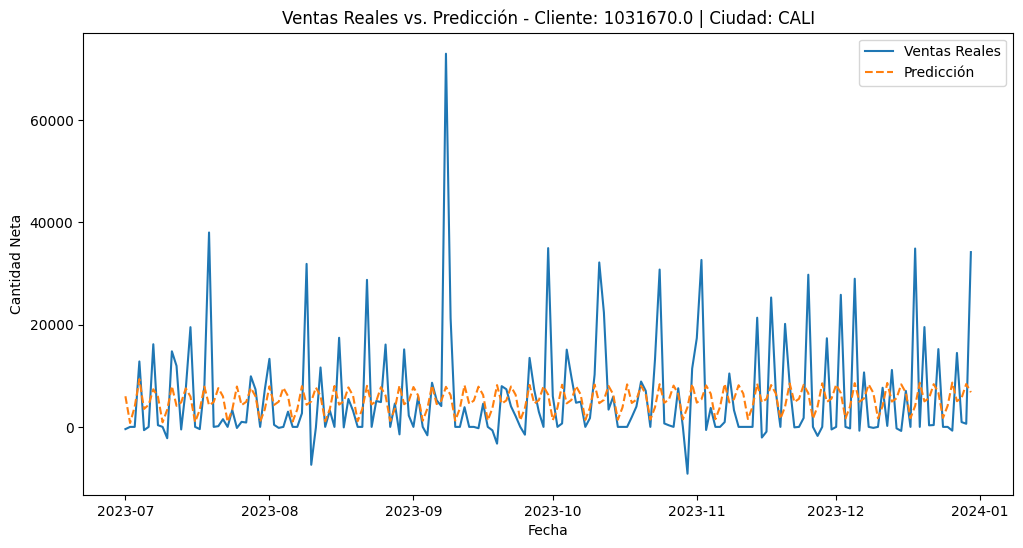 Ventas Reales vs. Predicción - Cliente: 1031670.0 | Ciudad: CALI
Ventas Reales
Predicción
60000
40000
20000
0
Cantidad Neta
2023-07
2023-08
2023-09
2023-10
2023-11
2023-12
2024-01
Fecha